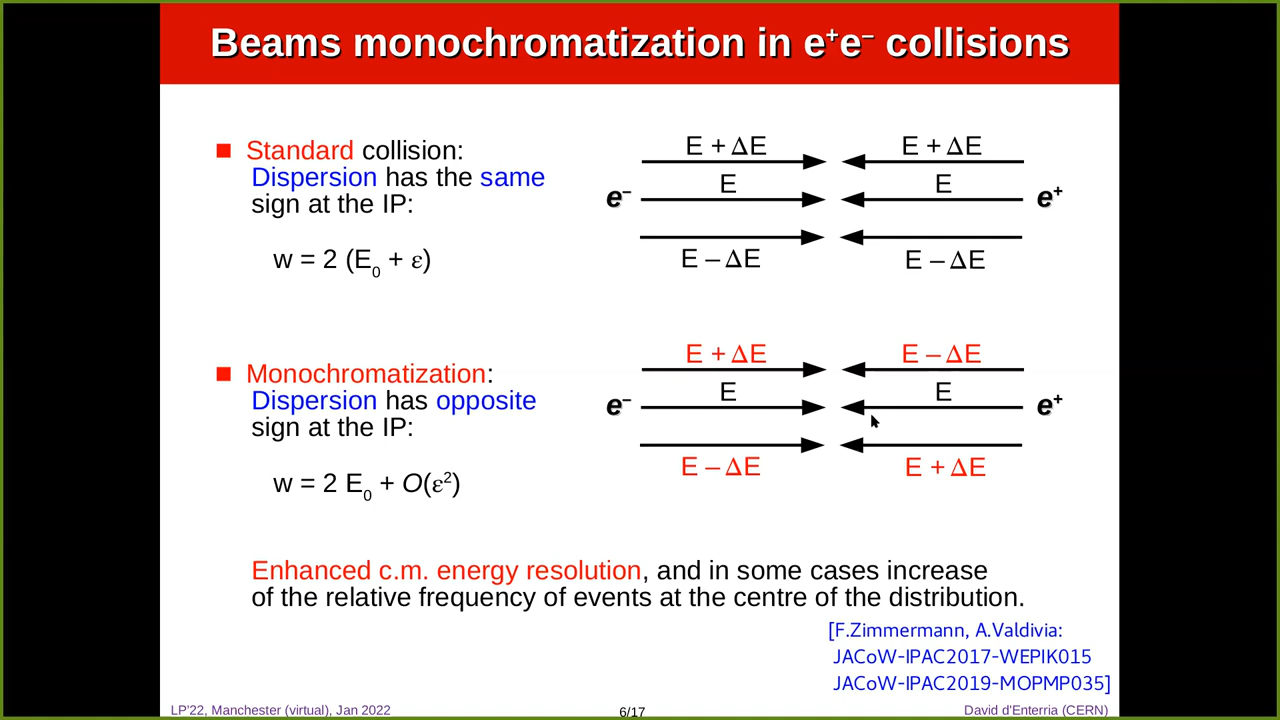 Beams monochromatization in e⁺e⁻ collisions
Standard collision:
Dispersion has the same
sign at the IP:
w = 2 (E₀ + ε)
E + ΔE E + ΔE
e⁻ E E e⁺
E – ΔE E – ΔE
Monochromatization:
Dispersion has opposite
sign at the IP:
w = 2 E₀ + O(ε²)
E + ΔE E – ΔE
e⁻ E E e⁺
E – ΔE E + ΔE
Enhanced c.m. energy resolution, and in some cases increase
of the relative frequency of events at the centre of the distribution.
[F.Zimmermann, A.Valdivia:
JACoW-IPAC2017-WEPIK015
JACoW-IPAC2019-MOPMP035]
LP'22, Manchester (virtual), Jan 2022 6/17 David d'Enterria (CERN)